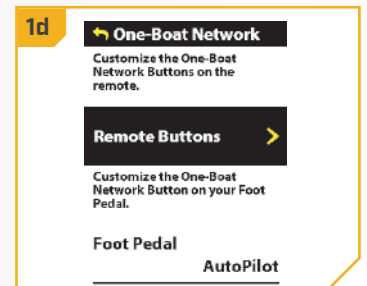 1d
One-Boat Network
Customize the One-Boat
Network Buttons on the
remote.
Remote Buttons
Customize the One-Boat
Network Button on your Foot
Pedal.
Foot Pedal
AutoPilot